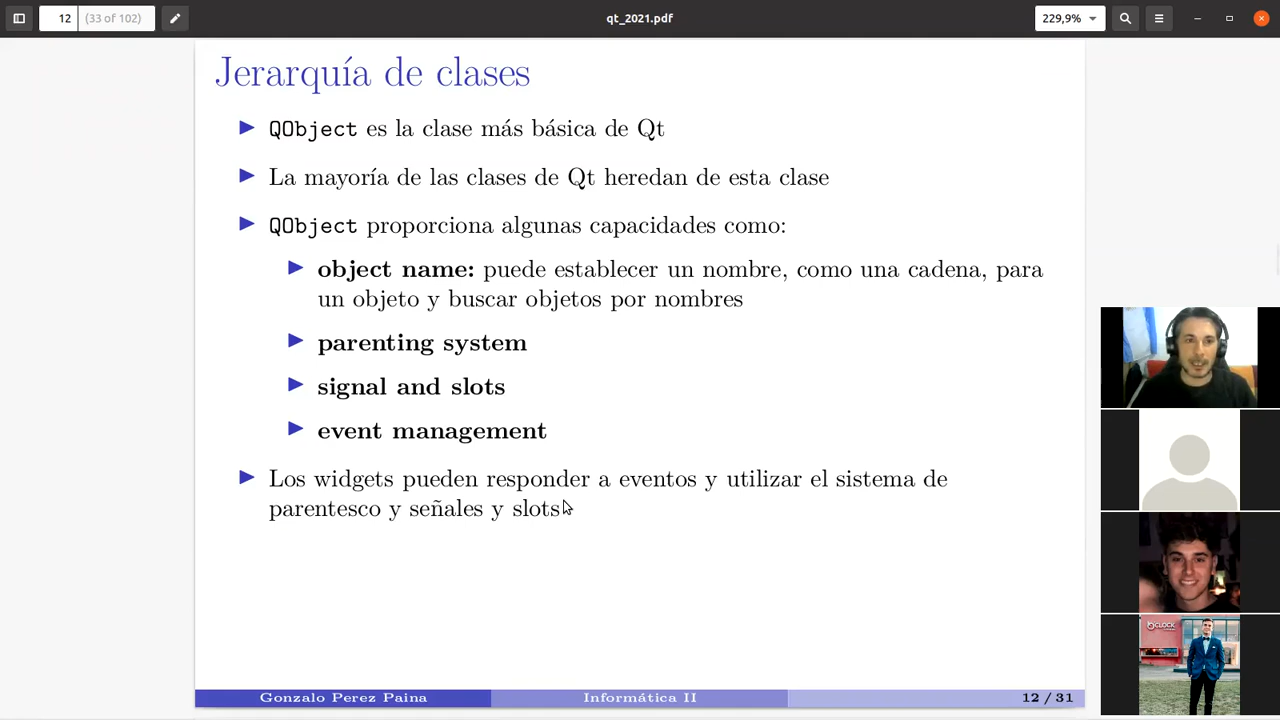 12 (33 of 102) qt_2021.pdf 229,9%
Jerarquía de clases
QObject es la clase más básica de Qt
La mayoría de las clases de Qt heredan de esta clase
QObject proporciona algunas capacidades como:
object name: puede establecer un nombre, como una cadena, para
un objeto y buscar objetos por nombres
parenting system
signal and slots
event management
Los widgets pueden responder a eventos y utilizar el sistema de
parentesco y señales y slots
Gonzalo Perez Paina Informática II 12 / 31